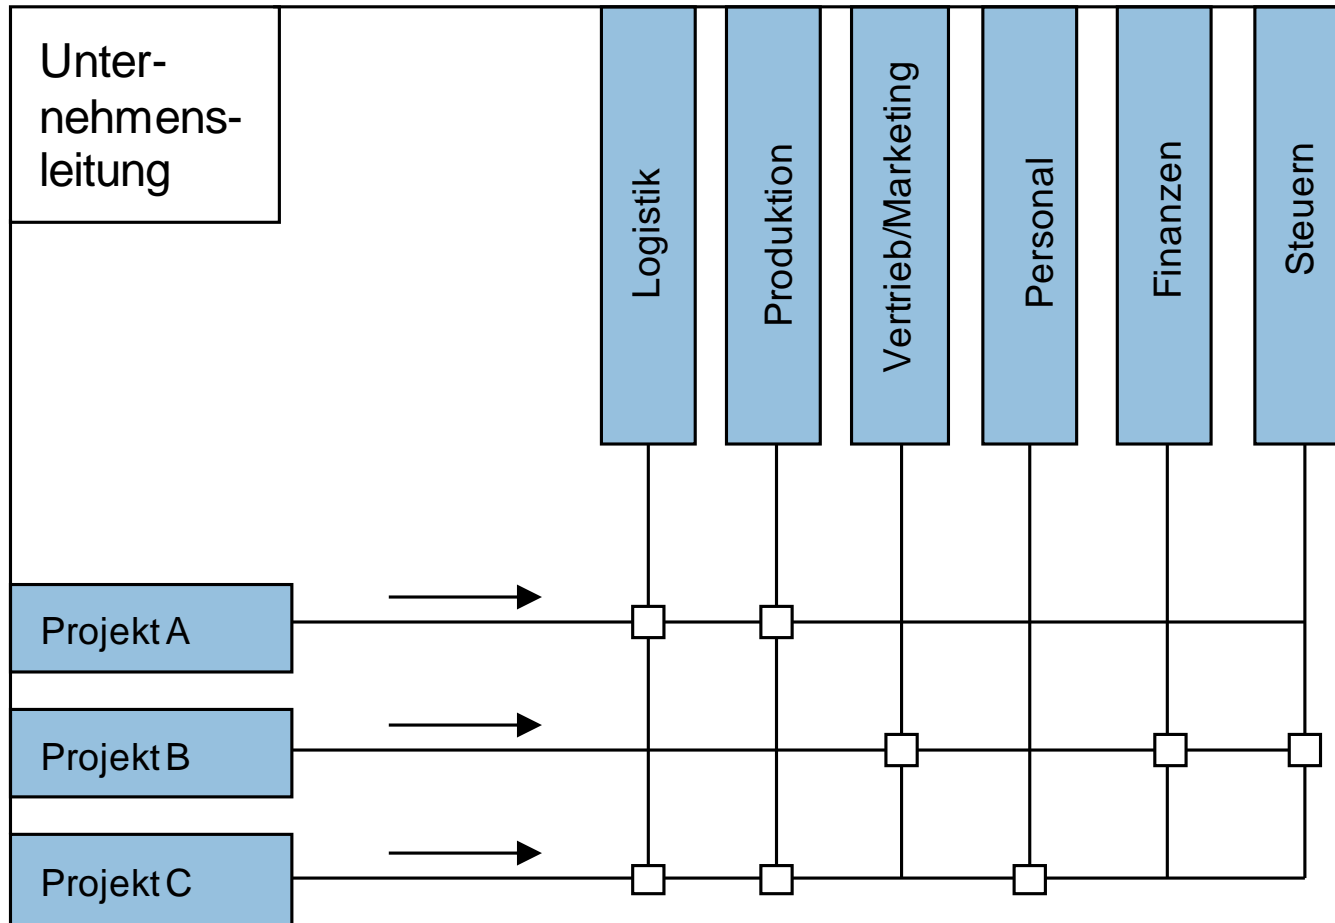 Unter-
nehmens-
leitung
Logistik
Produktion
Vertrieb/Marketing
Personal
Finanzen
Steuern
Projekt A
Projekt B
Projekt C